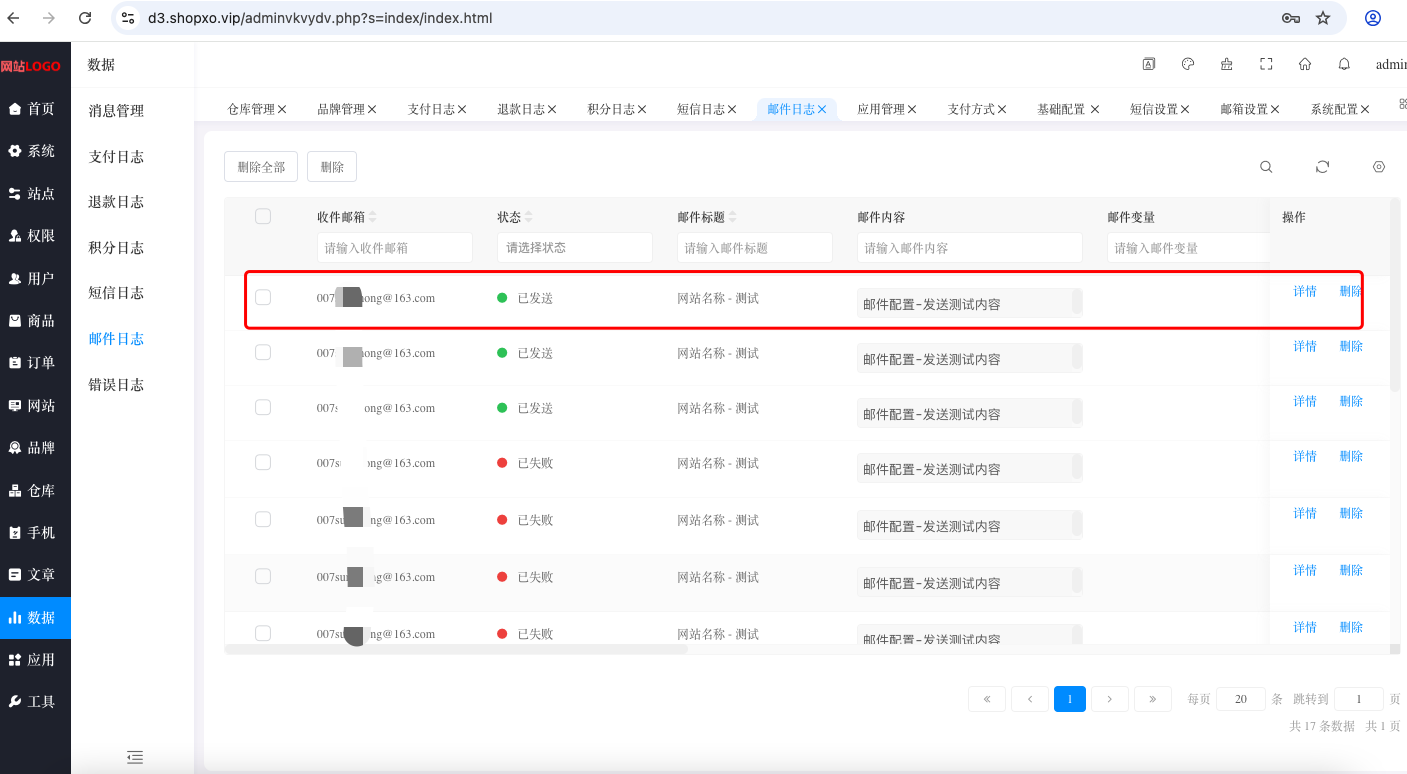 d3.shopxo.vip/adminvkvydv.php?s=index/index.html
网站LOGO
首页
系统
站点
权限
用户
商品
订单
网站
品牌
仓库
手机
文章
数据
应用
工具
数据
消息管理
支付日志
退款日志
积分日志
短信日志
邮件日志
错误日志
admin
仓库管理 品牌管理 支付日志 退款日志 积分日志 短信日志 邮件日志 应用管理 支付方式 基础配置 短信设置 邮箱设置 系统配置
删除全部 删除
收件邮箱 状态 邮件标题 邮件内容 邮件变量 操作
请输入收件邮箱 请选择状态 请输入邮件标题 请输入邮件内容 请输入邮件变量
007 ong@163.com 已发送 网站名称 - 测试 邮件配置-发送测试内容 详情 删除
007 ong@163.com 已发送 网站名称 - 测试 邮件配置-发送测试内容 详情 删除
007 ong@163.com 已发送 网站名称 - 测试 邮件配置-发送测试内容 详情 删除
007 ong@163.com 已失败 网站名称 - 测试 邮件配置-发送测试内容 详情 删除
007su ng@163.com 已失败 网站名称 - 测试 邮件配置-发送测试内容 详情 删除
007su ng@163.com 已失败 网站名称 - 测试 邮件配置-发送测试内容 详情 删除
007su ng@163.com 已失败 网站名称 - 测试 邮件配置-发送测试内容 详情 删除
« ‹ 1 › » 每页 20 条 跳转到 1 页
共 17 条数据 共 1 页